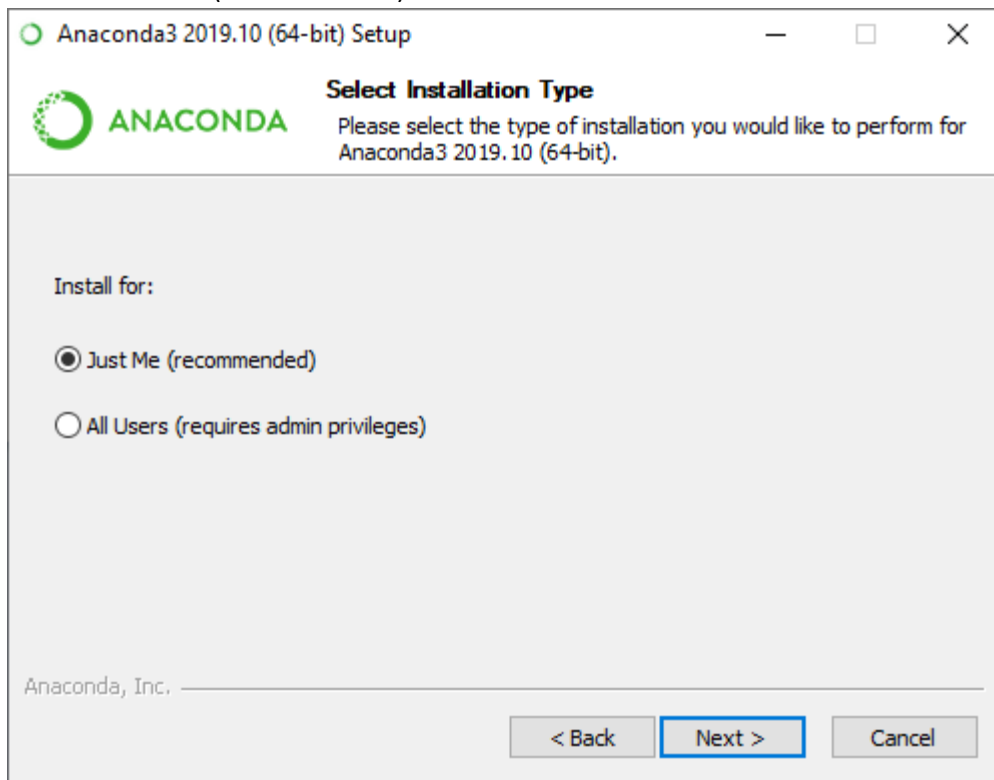 Anaconda3 2019.10 (64-bit) Setup
ANACONDA
Select Installation Type
Please select the type of installation you would like to perform for
Anaconda3 2019.10 (64-bit).
Install for:
Just Me (recommended)
All Users (requires admin privileges)
Anaconda, Inc.
< Back
Next >
Cancel